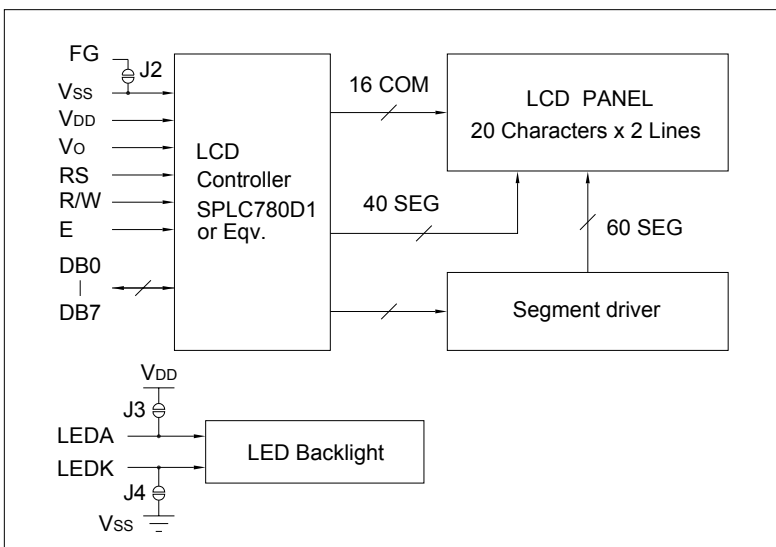 FG
J2
VSS
VDD
VO
RS
R/W
E
DB0
DB7
LCD
Controller
SPLC780D1
or Eqv.
16 COM
LCD PANEL
20 Characters x 2 Lines
40 SEG
60 SEG
Segment driver
VDD
J3
LEDA
LEDK
J4
VSS
LED Backlight